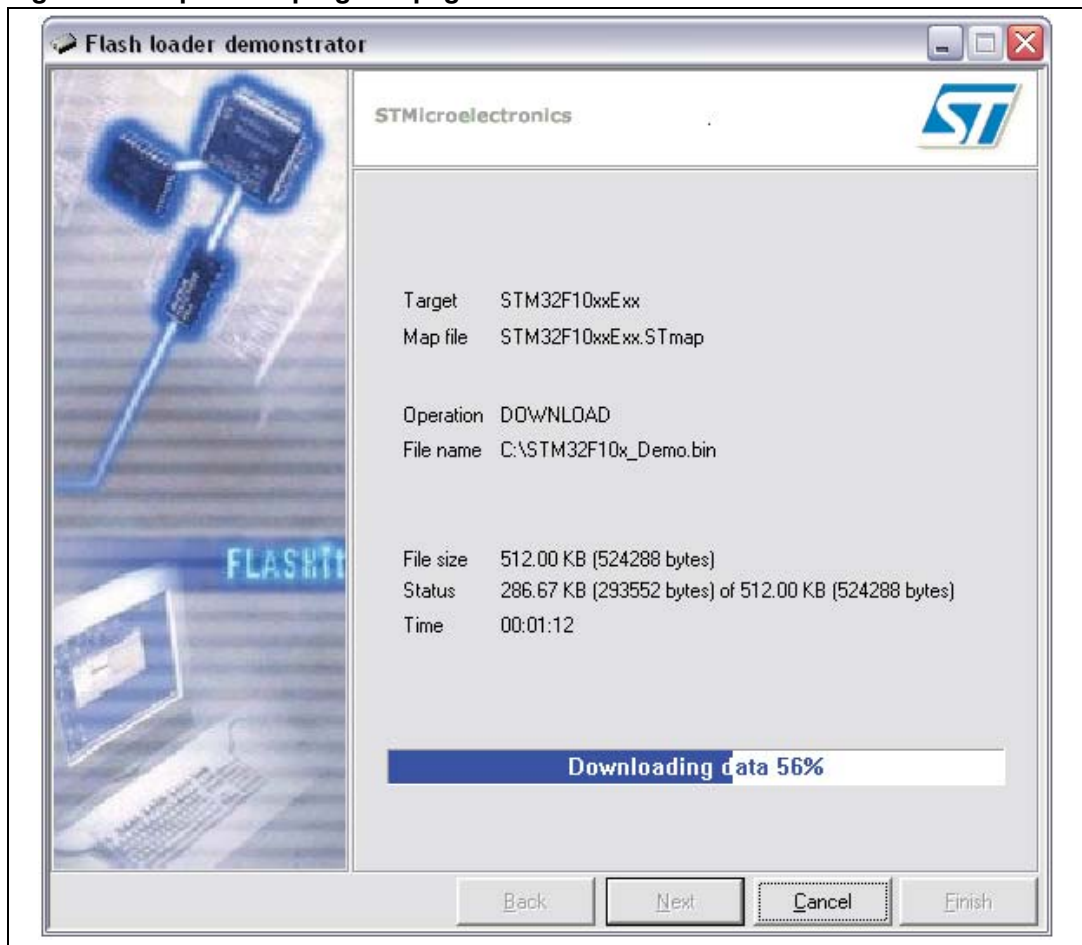 Flash loader demonstrator
STMicroelectronics
ST
Target STM32F10xxExx
Map file STM32F10xxExx.STmap
Operation DOWNLOAD
File name C:\STM32F10x_Demo.bin
FLASHIt
File size 512.00 KB (524288 bytes)
Status 286.67 KB (293552 bytes) of 512.00 KB (524288 bytes)
Time 00:01:12
Downloading data 56%
Back Next Cancel Finish